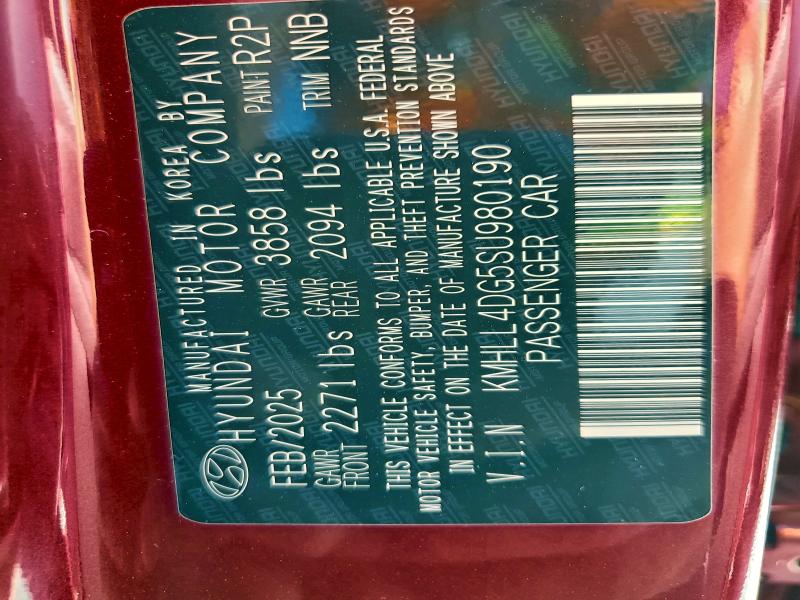 MANUFACTURED IN KOREA BY
HYUNDAI MOTOR COMPANY
FEB/2025 GVWR 3858 lbs PAINT R2P
GAWR FRONT 2271 lbs GAWR REAR 2094 lbs TRIM NNB
THIS VEHICLE CONFORMS TO ALL APPLICABLE U.S.A. FEDERAL
MOTOR VEHICLE SAFETY, BUMPER, AND THEFT PREVENTION STANDARDS
IN EFFECT ON THE DATE OF MANUFACTURE SHOWN ABOVE
V.I.N KMHLL4DG5SU980190
PASSENGER CAR